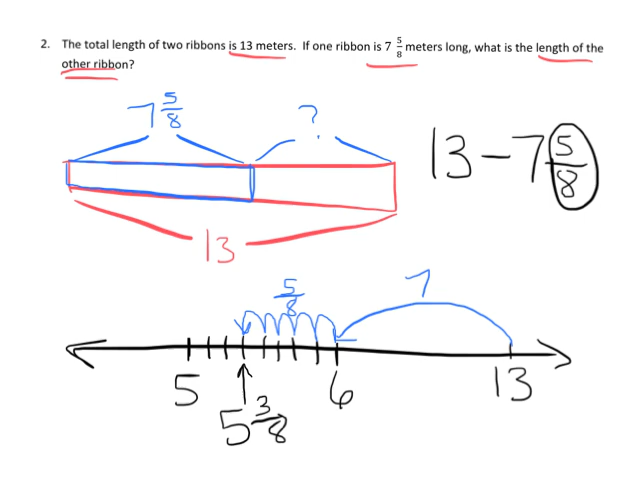 2. The total length of two ribbons is 13 meters. If one ribbon is 7 5/8 meters long, what is the length of the
other ribbon?
7 5/8 ?
13 - 7 5/8
13
5/8 7
5 6 13
5 3/8